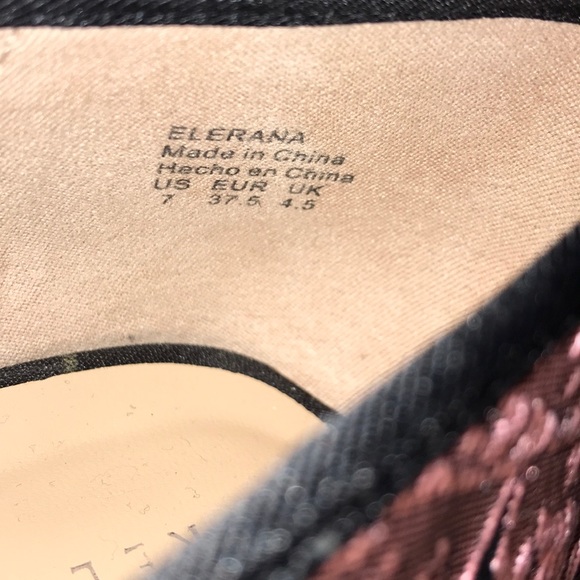 ELERANA
Made in China
Hecho en China
US EUR UK
7 37.5 4.5